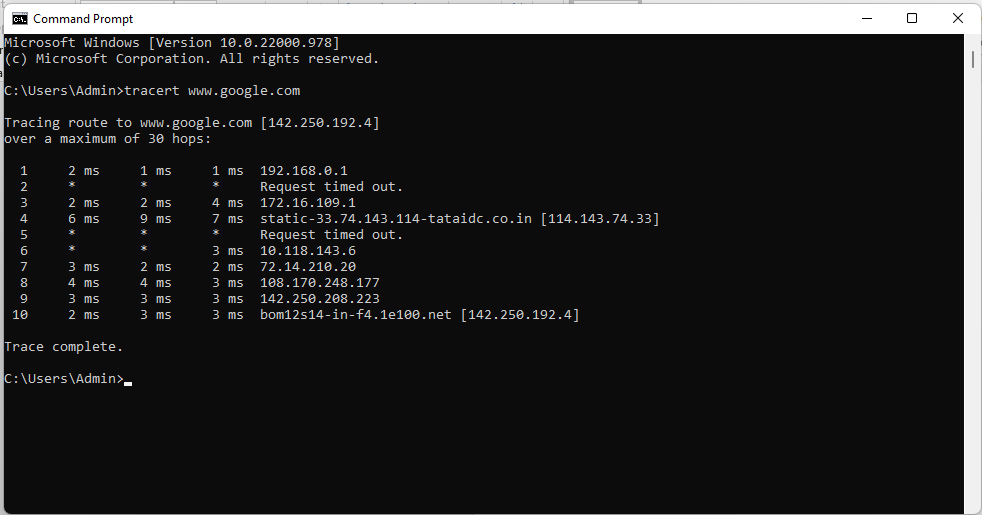 Command Prompt
Microsoft Windows [Version 10.0.22000.978]
(c) Microsoft Corporation. All rights reserved.
C:\Users\Admin>tracert www.google.com
Tracing route to www.google.com [142.250.192.4]
over a maximum of 30 hops:
1 2 ms 1 ms 1 ms 192.168.0.1
2 * * * Request timed out.
3 2 ms 2 ms 4 ms 172.16.109.1
4 6 ms 9 ms 7 ms static-33.74.143.114-tataidc.co.in [114.143.74.33]
5 * * * Request timed out.
6 * * 3 ms 10.118.143.6
7 3 ms 2 ms 2 ms 72.14.210.20
8 4 ms 4 ms 3 ms 108.170.248.177
9 3 ms 3 ms 3 ms 142.250.208.223
10 2 ms 3 ms 3 ms bom12s14-in-f4.1e100.net [142.250.192.4]
Trace complete.
C:\Users\Admin>